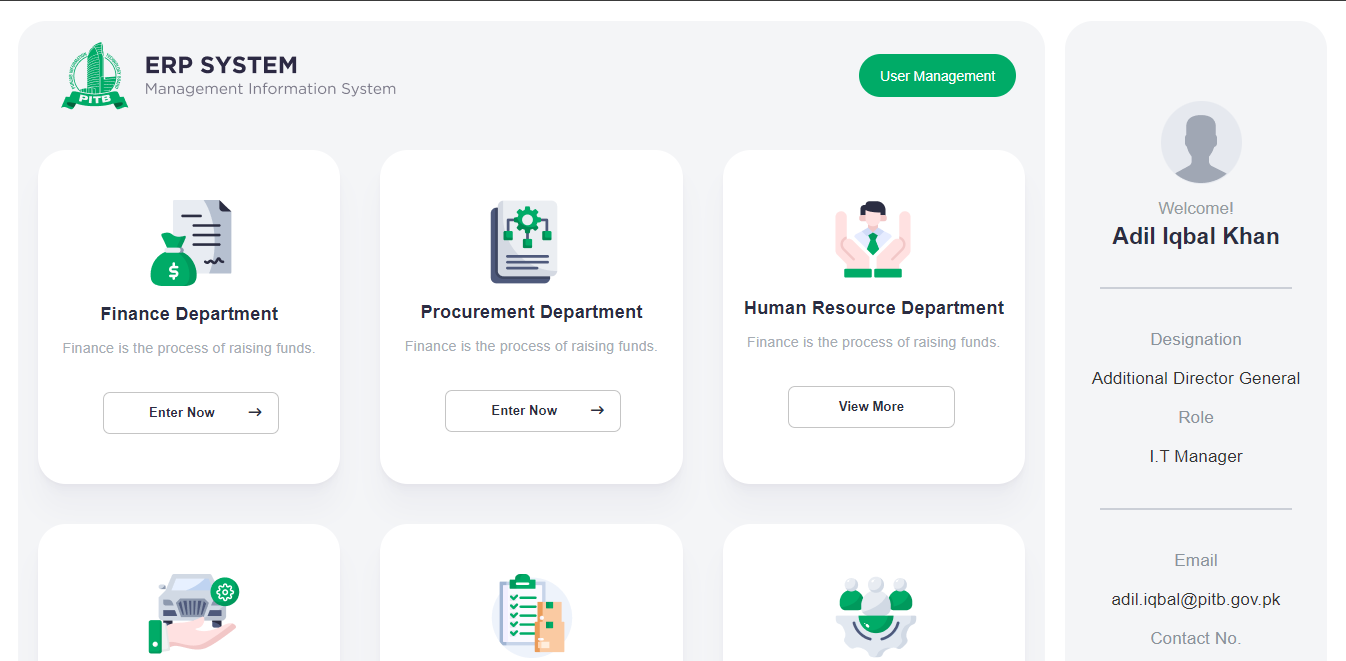 PITB
ERP SYSTEM
Management Information System
User Management
Finance Department
Finance is the process of raising funds.
Enter Now
Procurement Department
Finance is the process of raising funds.
Enter Now
Human Resource Department
Finance is the process of raising funds.
View More
Welcome!
Adil Iqbal Khan
Designation
Additional Director General
Role
I.T Manager
Email
adil.iqbal@pitb.gov.pk
Contact No.